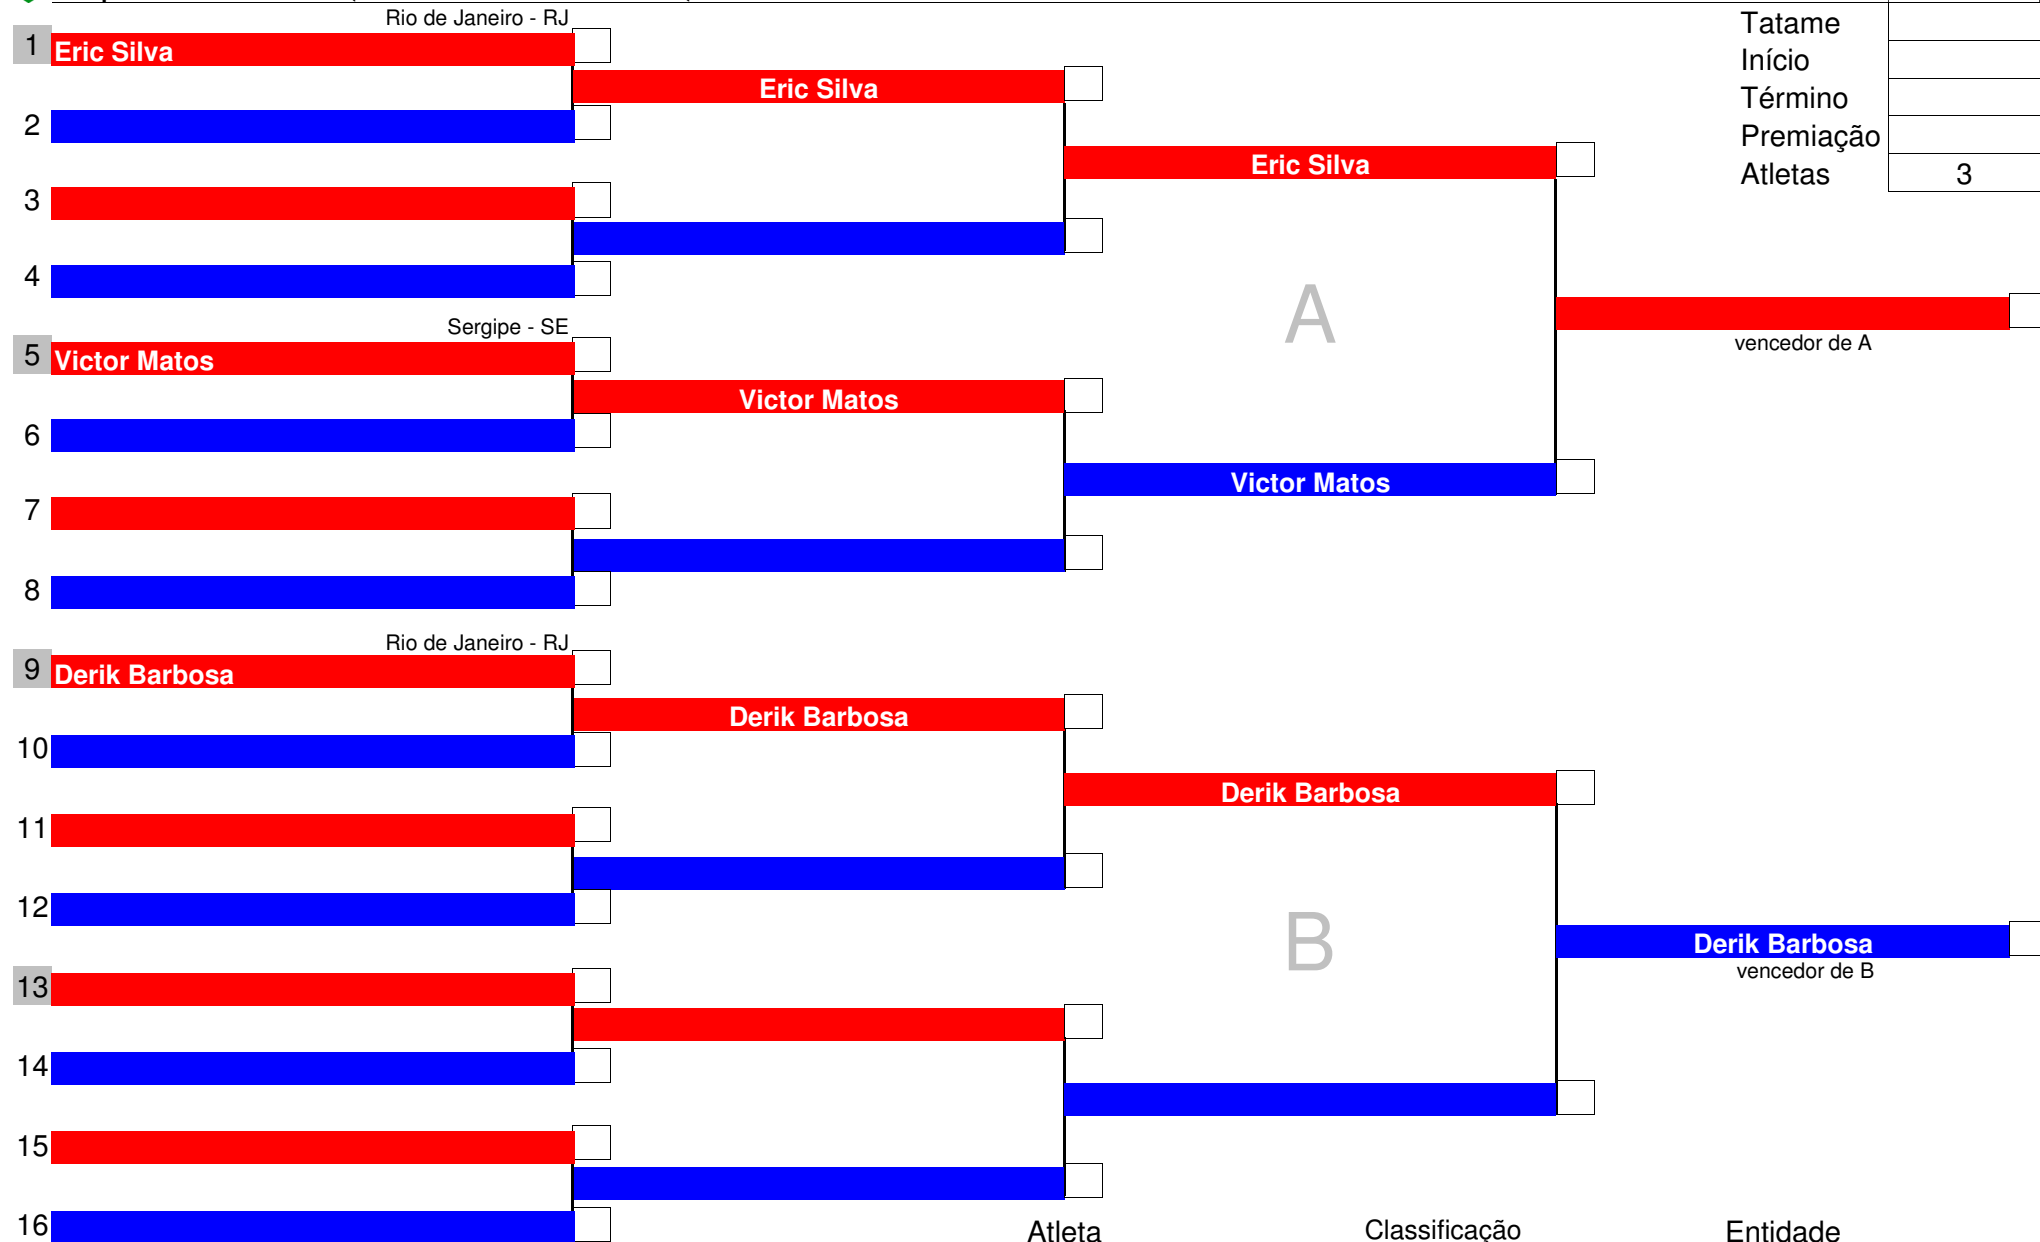 Rio de Janeiro - RJ
Tatame
1 Eric Silva
Eric Silva
Início
Término
2
Premiação
Eric Silva
Atletas 3
3
4
A
Sergipe - SE
vencedor de A
5 Victor Matos
Victor Matos
6
Victor Matos
7
8
Rio de Janeiro - RJ
9 Derik Barbosa
Derik Barbosa
10
Derik Barbosa
11
12
B
Derik Barbosa
vencedor de B
13
14
15
16
Atleta Classificação Entidade